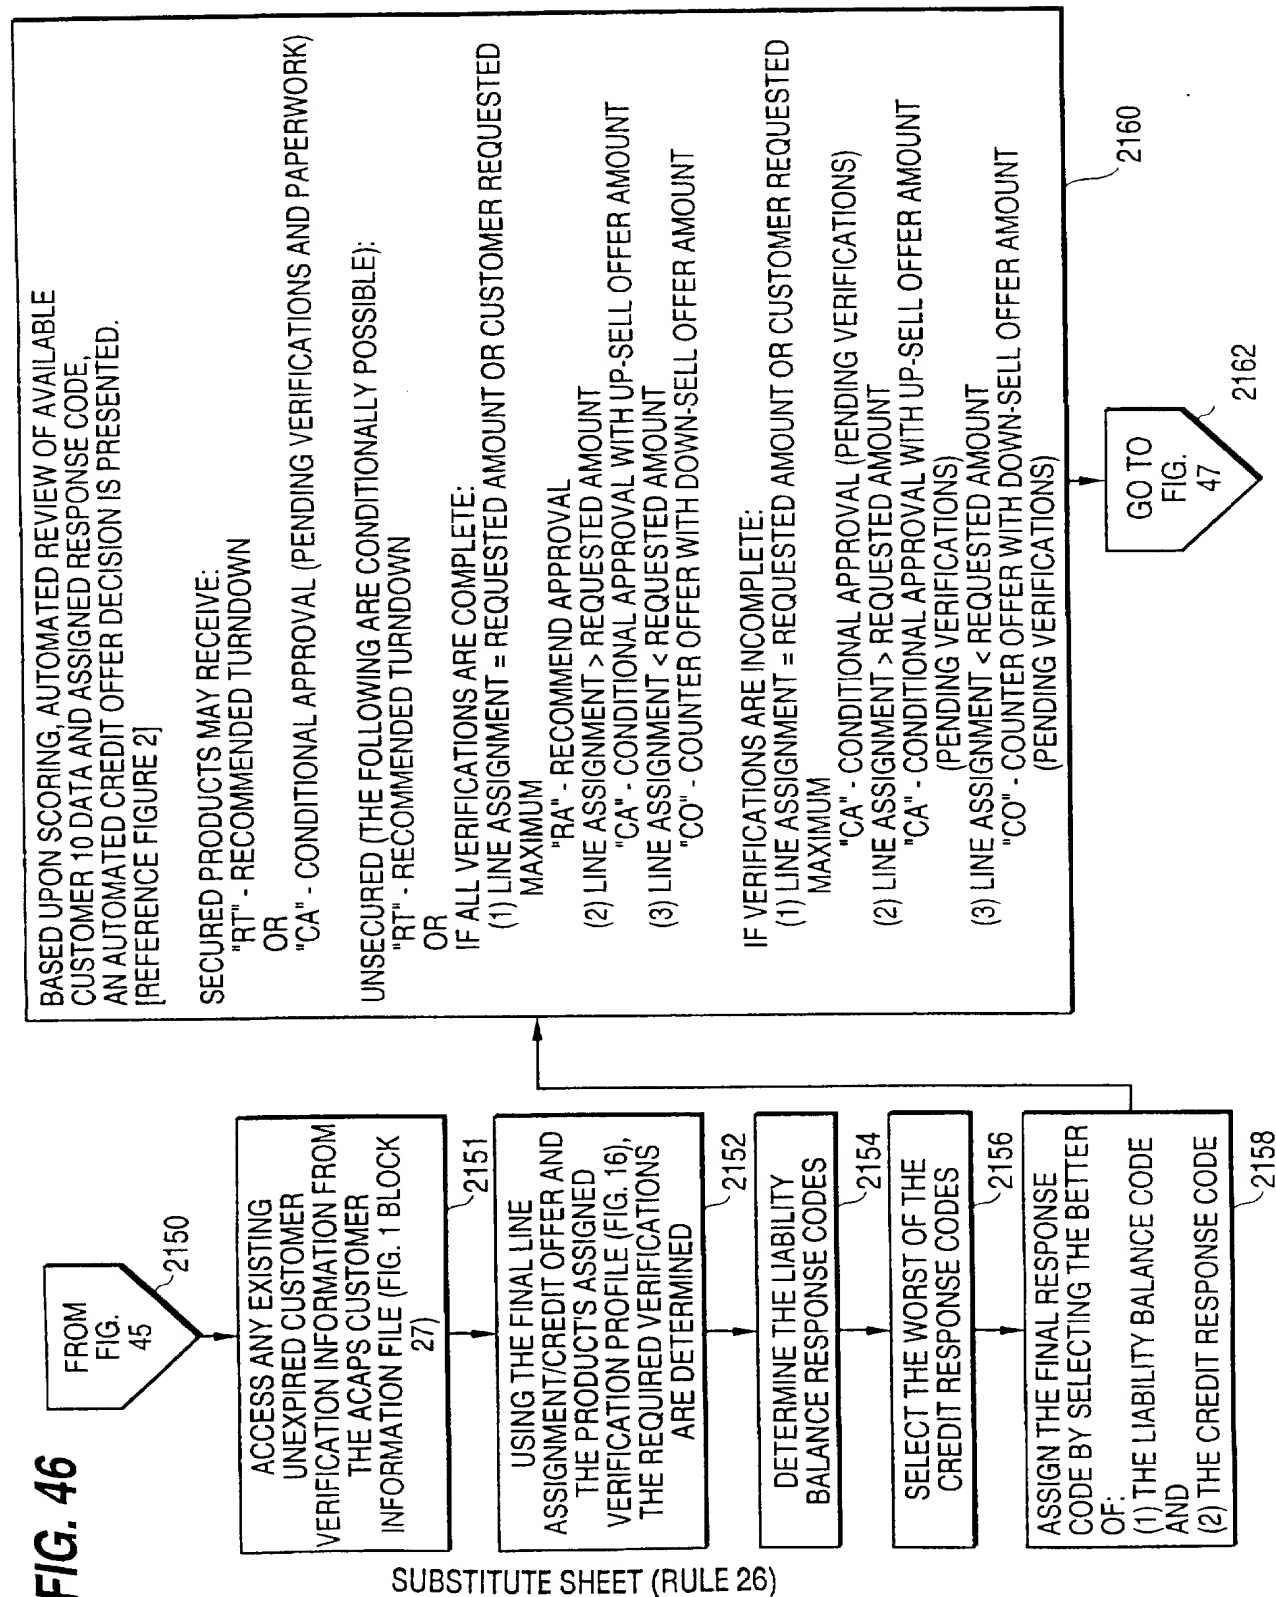 FIG. 46
FROM
FIG.
45
2150
ACCESS ANY EXISTING
UNEXPIRED CUSTOMER
VERIFICATION INFORMATION FROM
THE ACAPS CUSTOMER
INFORMATION FILE (FIG. 1 BLOCK
27)
2151
USING THE FINAL LINE
ASSIGNMENT/CREDIT OFFER AND
THE PRODUCT'S ASSIGNED
VERIFICATION PROFILE (FIG. 16),
THE REQUIRED VERIFICATIONS
ARE DETERMINED
2152
DETERMINE THE LIABILITY
BALANCE RESPONSE CODES
2154
SELECT THE WORST OF THE
CREDIT RESPONSE CODES
2156
ASSIGN THE FINAL RESPONSE
CODE BY SELECTING THE BETTER
OF:
(1) THE LIABILITY BALANCE CODE
AND
(2) THE CREDIT RESPONSE CODE
2158
BASED UPON SCORING, AUTOMATED REVIEW OF AVAILABLE
CUSTOMER 10 DATA AND ASSIGNED RESPONSE CODE,
AN AUTOMATED CREDIT OFFER DECISION IS PRESENTED.
[REFERENCE FIGURE 2]
SECURED PRODUCTS MAY RECEIVE:
"RT" - RECOMMENDED TURNDOWN
OR
"CA" - CONDITIONAL APPROVAL (PENDING VERIFICATIONS AND PAPERWORK)
UNSECURED (THE FOLLOWING ARE CONDITIONALLY POSSIBLE):
"RT" - RECOMMENDED TURNDOWN
OR
IF ALL VERIFICATIONS ARE COMPLETE:
(1) LINE ASSIGNMENT = REQUESTED AMOUNT OR CUSTOMER REQUESTED
MAXIMUM
"RA" - RECOMMEND APPROVAL
(2) LINE ASSIGNMENT > REQUESTED AMOUNT
"CA" - CONDITIONAL APPROVAL WITH UP-SELL OFFER AMOUNT
(3) LINE ASSIGNMENT < REQUESTED AMOUNT
"CO" - COUNTER OFFER WITH DOWN-SELL OFFER AMOUNT
IF VERIFICATIONS ARE INCOMPLETE:
(1) LINE ASSIGNMENT = REQUESTED AMOUNT OR CUSTOMER REQUESTED
MAXIMUM
"CA" - CONDITIONAL APPROVAL (PENDING VERIFICATIONS)
(2) LINE ASSIGNMENT > REQUESTED AMOUNT
"CA" - CONDITIONAL APPROVAL WITH UP-SELL OFFER AMOUNT
(PENDING VERIFICATIONS)
(3) LINE ASSIGNMENT < REQUESTED AMOUNT
"CO" - COUNTER OFFER WITH DOWN-SELL OFFER AMOUNT
(PENDING VERIFICATIONS)
2160
GO TO
FIG.
47
2162
SUBSTITUTE SHEET (RULE 26)